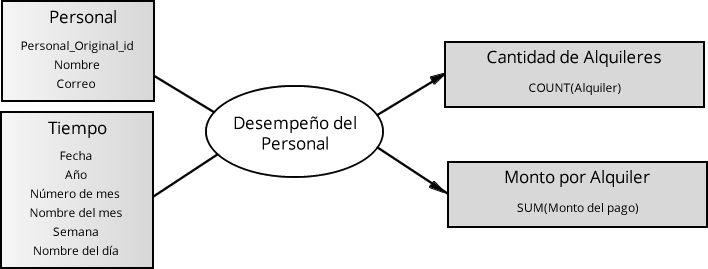 Personal
Personal_Original_id
Nombre
Correo
Tiempo
Fecha
Año
Número de mes
Nombre del mes
Semana
Nombre del día
Desempeño del
Personal
Cantidad de Alquileres
COUNT(Alquiler)
Monto por Alquiler
SUM(Monto del pago)